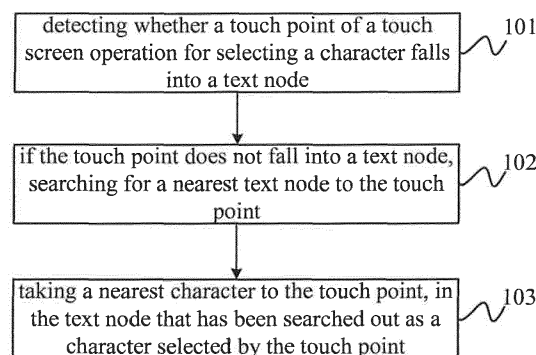 detecting whether a touch point of a touch
screen operation for selecting a character falls
into a text node
101
if the touch point does not fall into a text node,
searching for a nearest text node to the touch
point
102
taking a nearest character to the touch point, in
the text node that has been searched out as a
character selected by the touch point
103